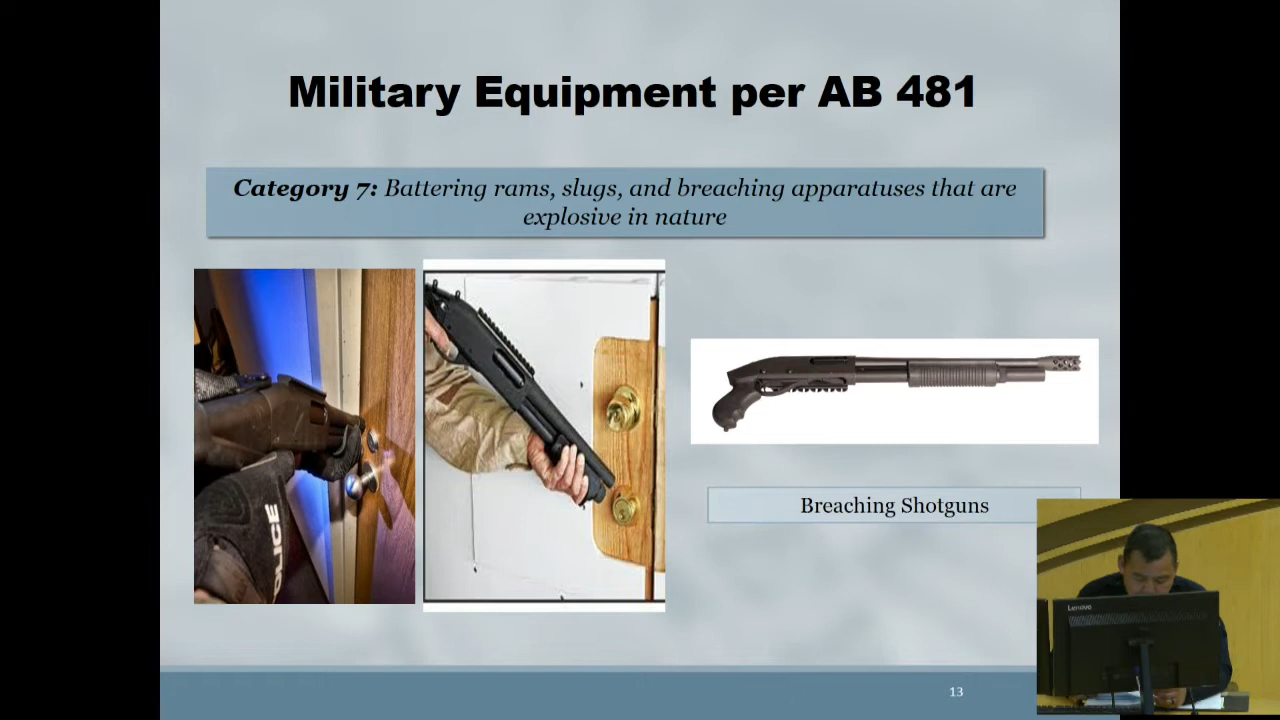 Military Equipment per AB 481
Category 7: Battering rams, slugs, and breaching apparatuses that are
explosive in nature
POLICE
Breaching Shotguns
Lenovo
13